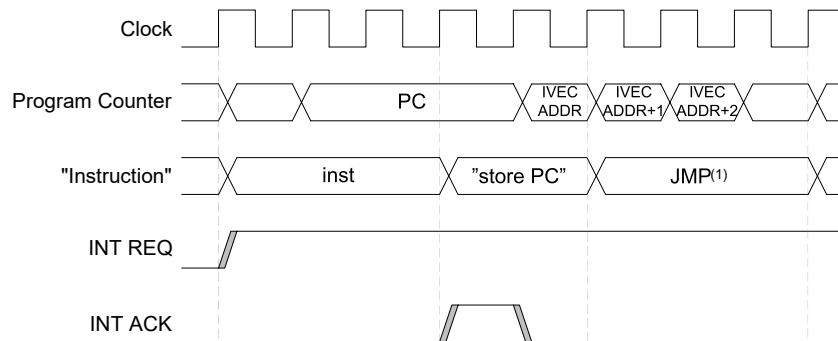 Clock
Program Counter
PC
IVEC
ADDR
IVEC
ADDR+1
IVEC
ADDR+2
"Instruction"
inst
”store PC”
JMP(1)
INT REQ
INT ACK